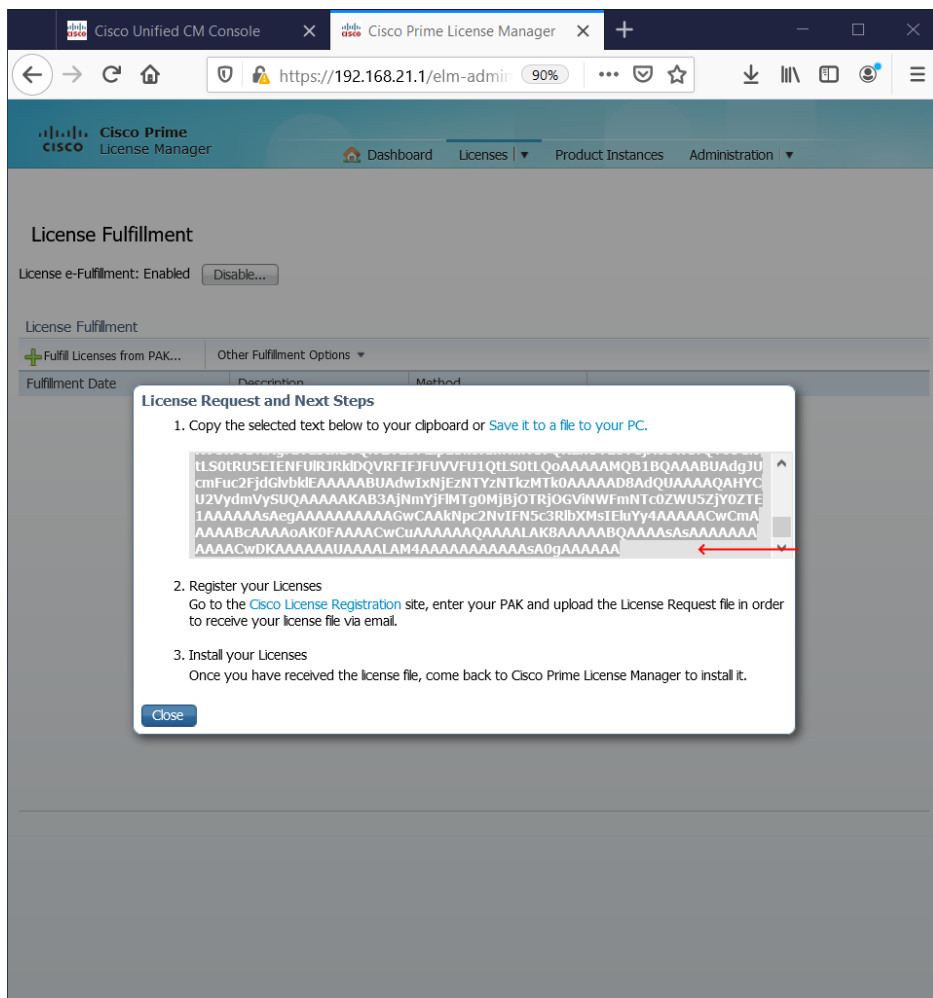 Cisco Unified CM Console
Cisco Prime License Manager
https://192.168.21.1/elm-admin 90%
CISCO
Cisco Prime
License Manager
Dashboard Licenses Product Instances Administration
License Fulfillment
License e-Fulfillment: Enabled Disable...
License Fulfillment
Fulfill Licenses from PAK... Other Fulfillment Options
Fulfillment Date Description Method
License Request and Next Steps
1. Copy the selected text below to your clipboard or Save it to a file to your PC.
U2VydmVySUQAAAAAKAB3AjNmYjFlMTg0MjBjOTRjOGViNWFmNTc0ZWU5ZjY0ZTE
1AAAAAAsAegAAAAAAAAAAGwCAAkNpc2NvIFN5c3RlbXMsIEluYy4AAAAACwCmA
AAAABcAAAAoAK0FAAAACwCuAAAAAAQAAAALAK8AAAAABQAAAAsAsAAAAAAA
AAAACwDKAAAAAAUAAAALAM4AAAAAAAAAAAsA0gAAAAAA
2. Register your Licenses
Go to the Cisco License Registration site, enter your PAK and upload the License Request file in order
to receive your license file via email.
3. Install your Licenses
Once you have received the license file, come back to Cisco Prime License Manager to install it.
Close